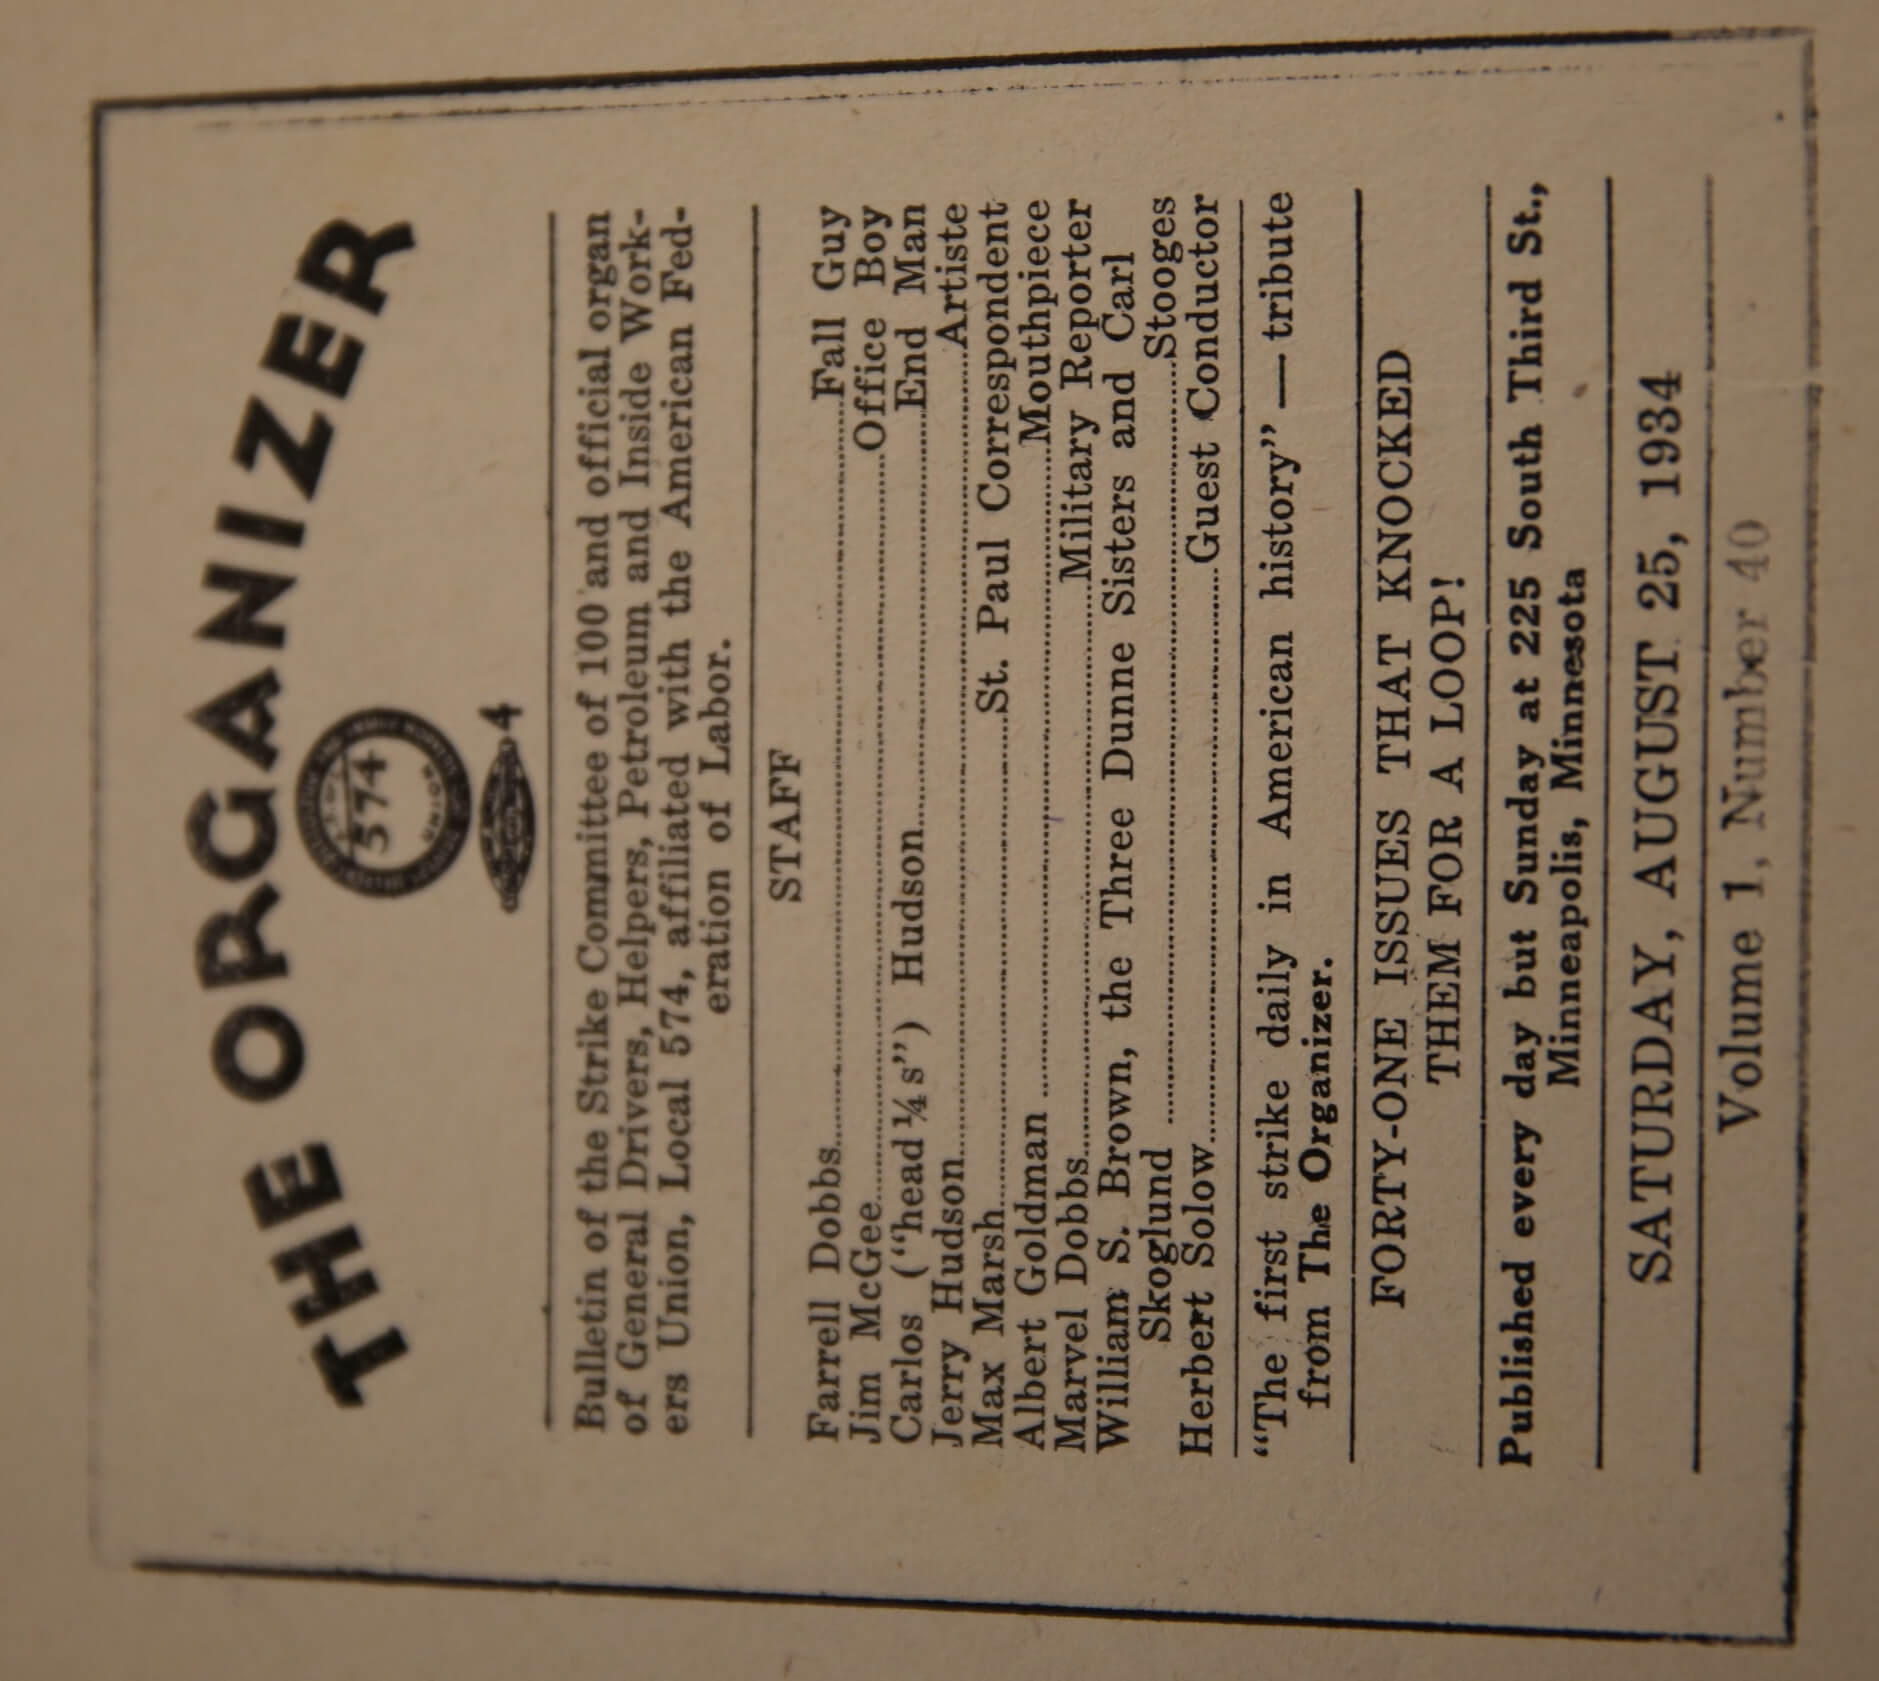 THE ORGANIZER
574
4
Bulletin of the Strike Committee of 100 and official organ
of General Drivers, Helpers, Petroleum and Inside Work-
ers Union, Local 574, affiliated with the American Fed-
eration of Labor.
STAFF
Farrell Dobbs....................Fall Guy
Jim McGee....................Office Boy
Carlos ("head ¼ s") Hudson....................End Man
Jerry Hudson....................Artiste
Max Marsh....................St. Paul Correspondent
Albert Goldman ....................Mouthpiece
Marvel Dobbs....................Military Reporter
William S. Brown, the Three Dunne Sisters and Carl
Skoglund ....................Stooges
Herbert Solow....................Guest Conductor
"The first strike daily in American history"—tribute
from The Organizer.
FORTY-ONE ISSUES THAT KNOCKED
THEM FOR A LOOP!
Published every day but Sunday at 225 South Third St.,
Minneapolis, Minnesota
SATURDAY, AUGUST 25, 1934
Volume 1, Number 40